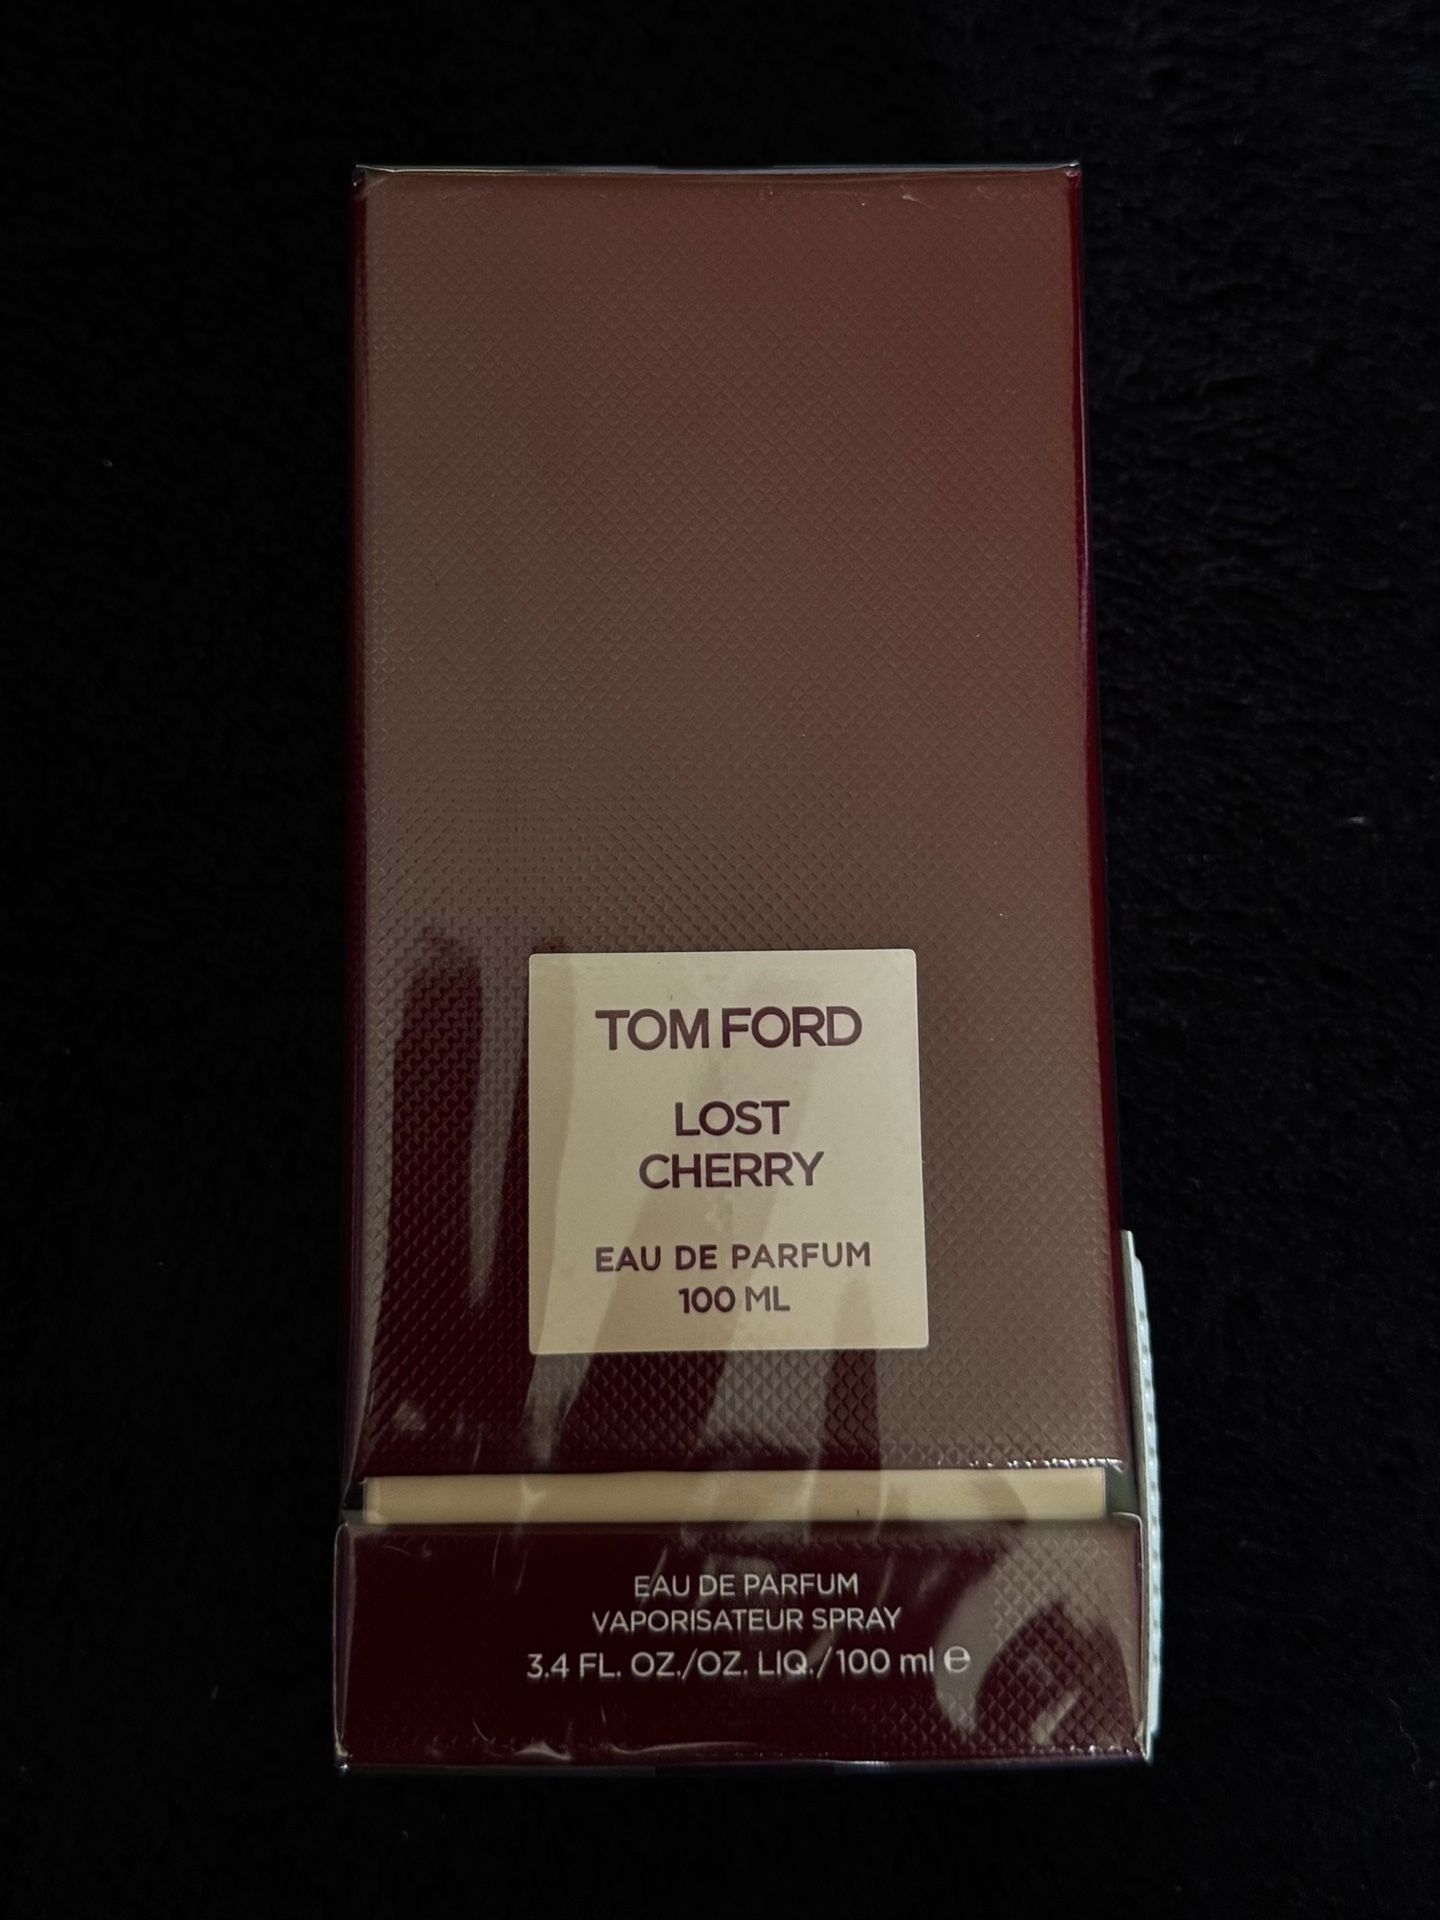 TOM FORD
LOST
CHERRY
EAU DE PARFUM
100 ML
EAU DE PARFUM
VAPORISATEUR SPRAY
3.4 FL. OZ./OZ. LIQ./100 ml ℮